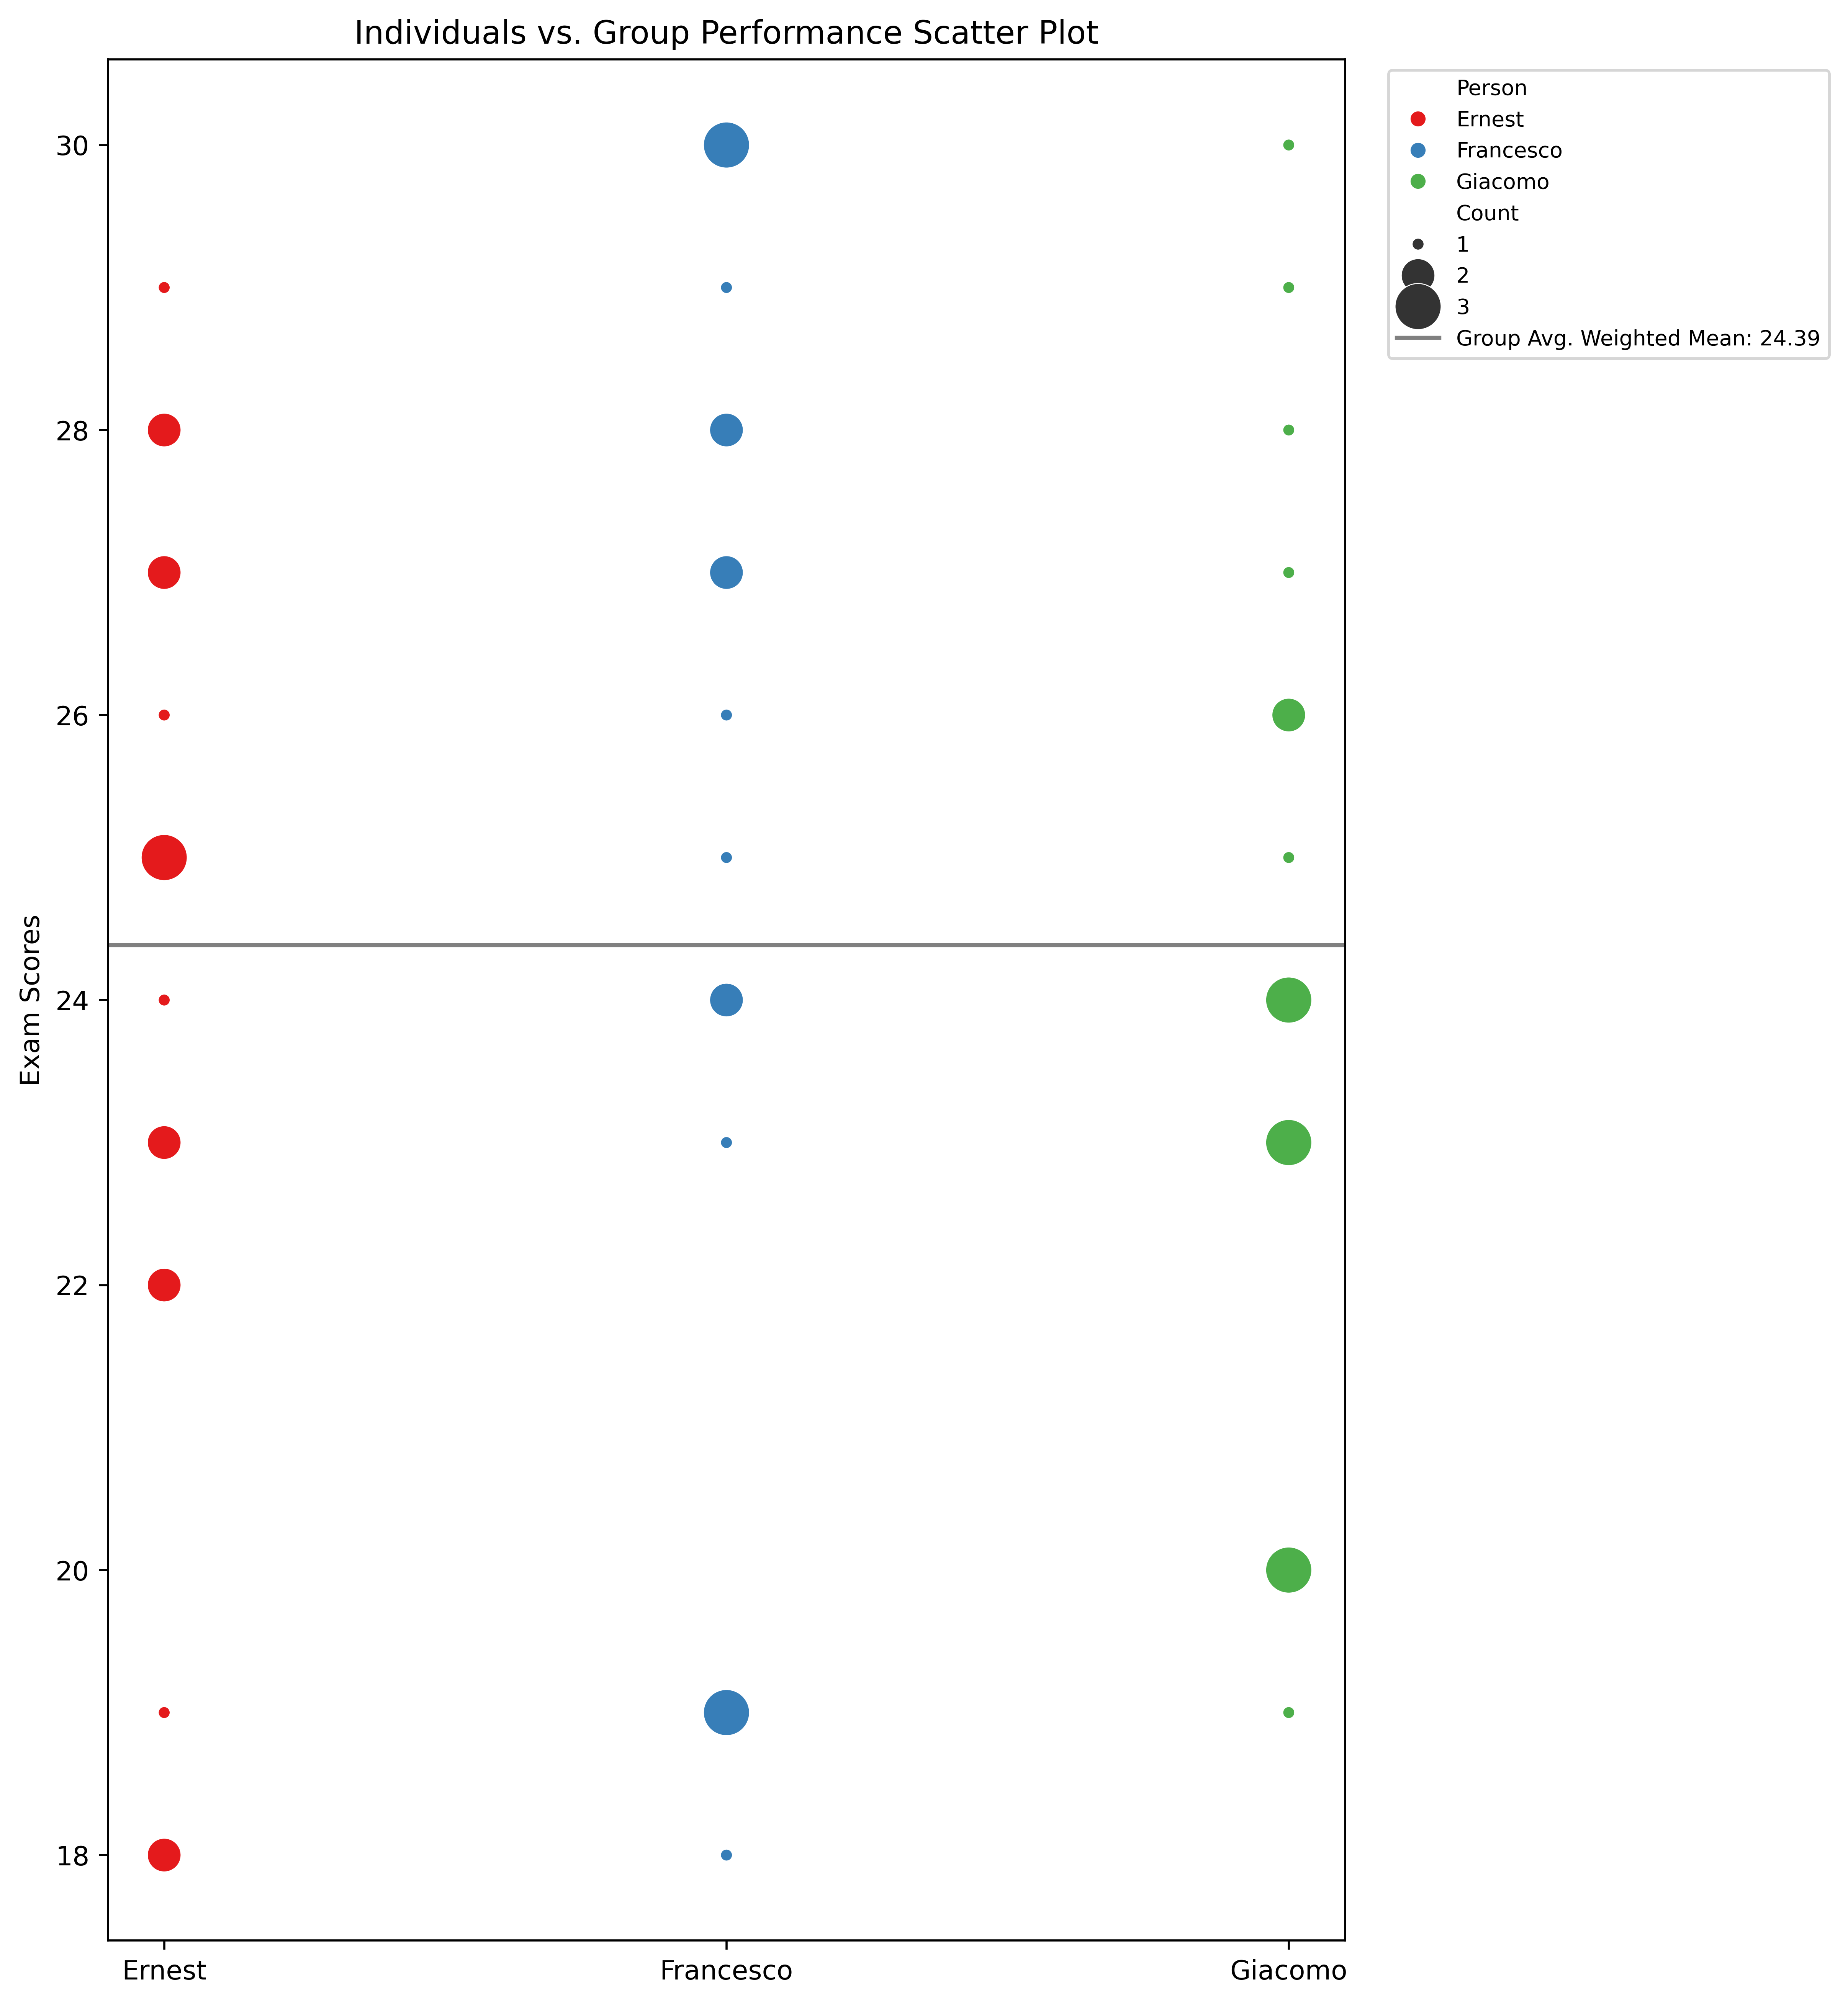 Individuals vs. Group Performance Scatter Plot
Person
Ernest
Francesco
Giacomo
Count
1
2
3
Group Avg. Weighted Mean: 24.39
Exam Scores
30
28
26
24
22
20
18
Ernest
Francesco
Giacomo